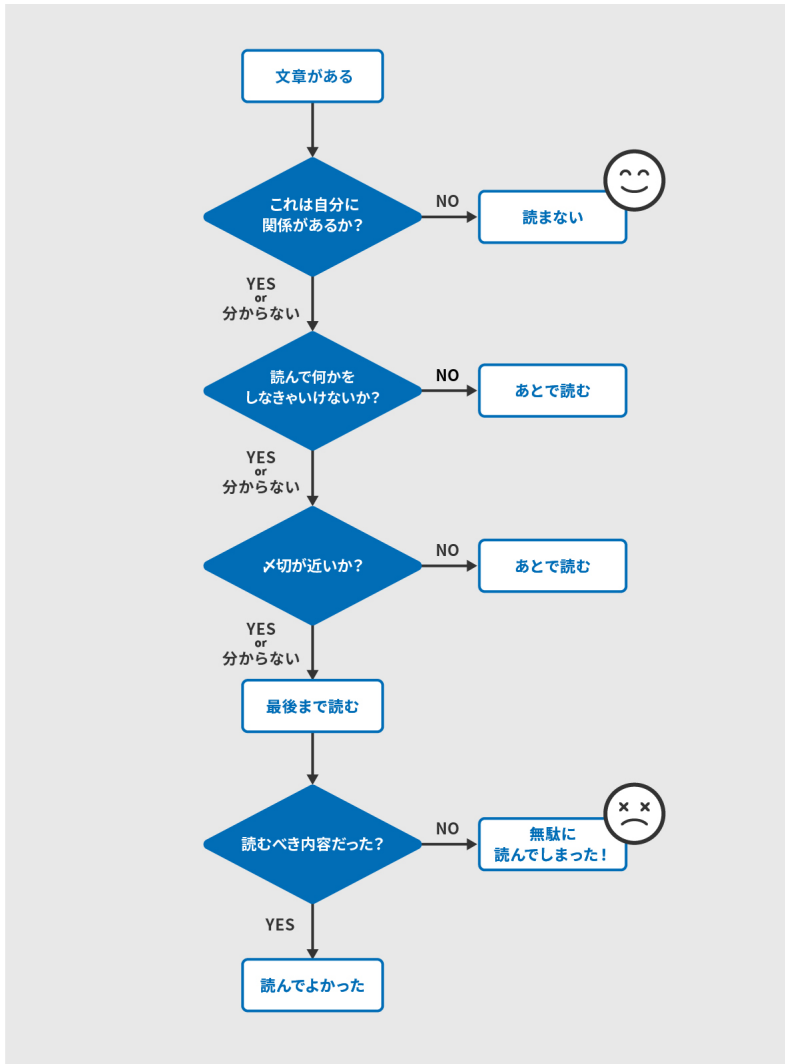 文章がある
これは自分に
関係があるか？
NO
読まない
YES
or
分からない
読んで何かを
しなきゃいけないか？
NO
あとで読む
YES
or
分からない
〆切が近いか？
NO
あとで読む
YES
or
分からない
最後まで読む
読むべき内容だった？
NO
無駄に
読んでしまった！
YES
読んでよかった